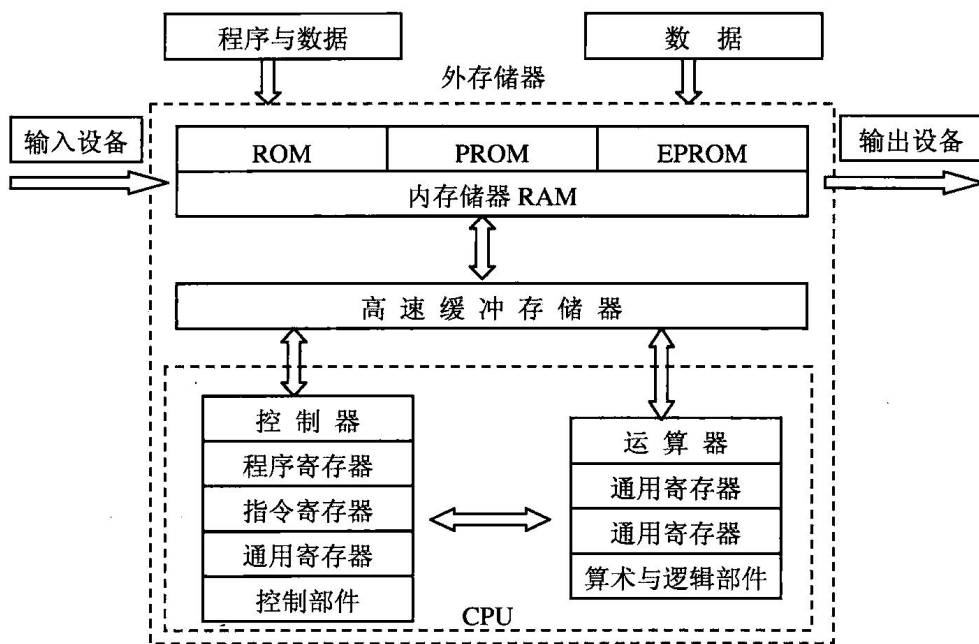 程序与数据
数 据
外存储器
输入设备
输出设备
ROM
PROM
EPROM
内存储器 RAM
高 速 缓 冲 存 储 器
控 制 器
程序寄存器
指令寄存器
通用寄存器
控制部件
运 算 器
通用寄存器
通用寄存器
算术与逻辑部件
CPU